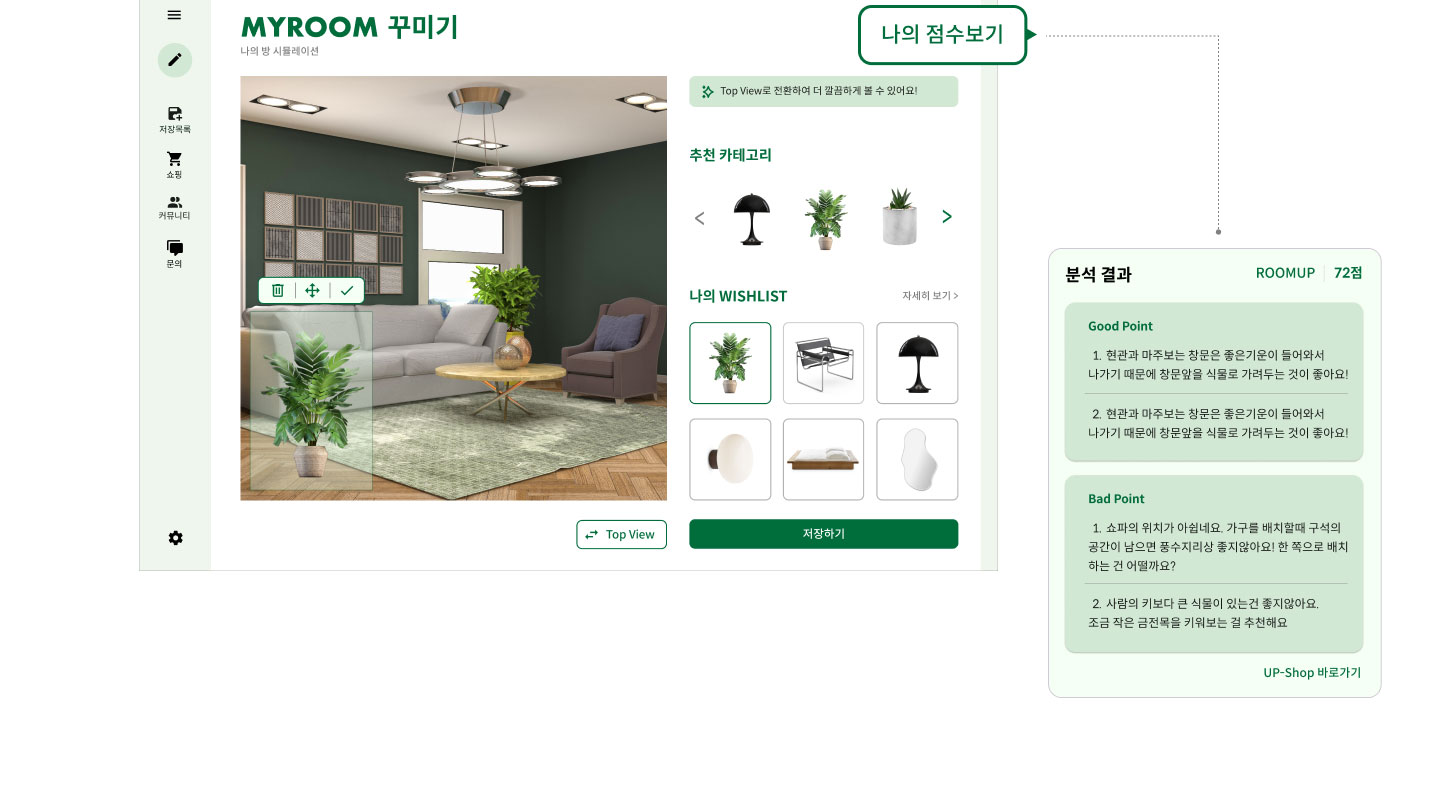 MYROOM 꾸미기
나의 방 시뮬레이션
나의 점수보기
저장목록
쇼핑
커뮤니티
문의
Top View로 전환하여 더 깔끔하게 볼 수 있어요!
추천 카테고리
<
>
나의 WISHLIST
자세히 보기 >
Top View
저장하기
분석 결과
ROOMUP 72점
Good Point
1. 현관과 마주보는 창문은 좋은기운이 들어와서
나가기 때문에 창문앞을 식물로 가려두는 것이 좋아요!
2. 현관과 마주보는 창문은 좋은기운이 들어와서
나가기 때문에 창문앞을 식물로 가려두는 것이 좋아요!
Bad Point
1. 쇼파의 위치가 아쉽네요. 가구를 배치할때 구석의
공간이 남으면 풍수지리상 좋지않아요! 한 쪽으로 배치
하는 건 어떨까요?
2. 사람의 키보다 큰 식물이 있는건 좋지않아요.
조금 작은 금전목을 키워보는 걸 추천해요
UP-Shop 바로가기